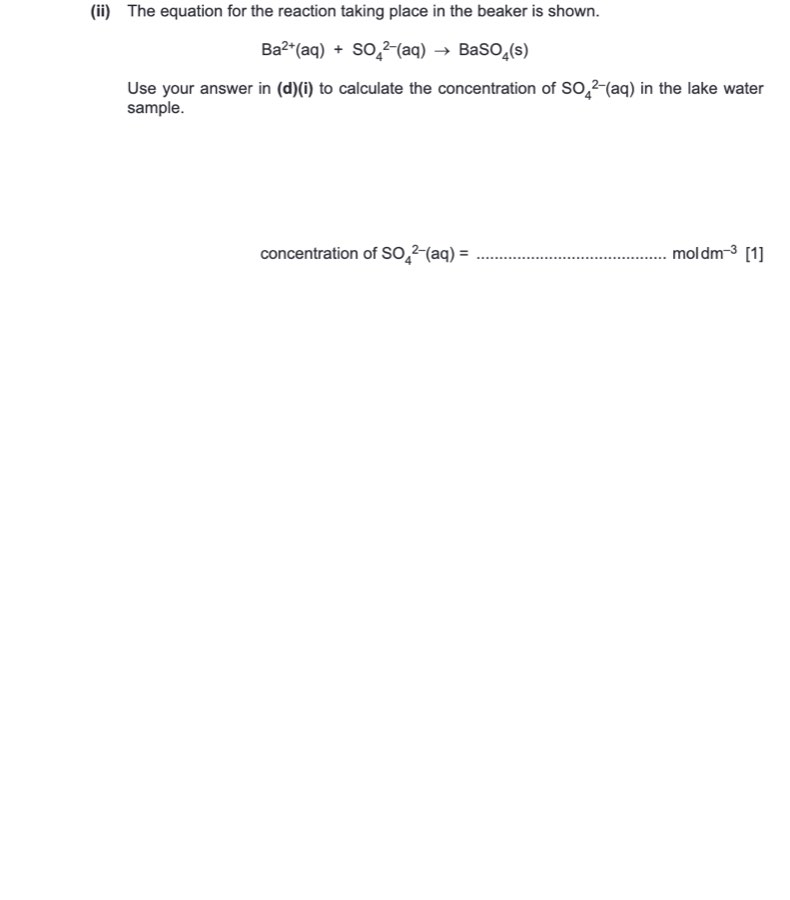 (ii) The equation for the reaction taking place in the beaker is shown.
Ba²⁺(aq) + SO₄²⁻(aq) → BaSO₄(s)
Use your answer in (d)(i) to calculate the concentration of SO₄²⁻(aq) in the lake water
sample.
concentration of SO₄²⁻(aq) = .......................................... mol dm⁻³ [1]